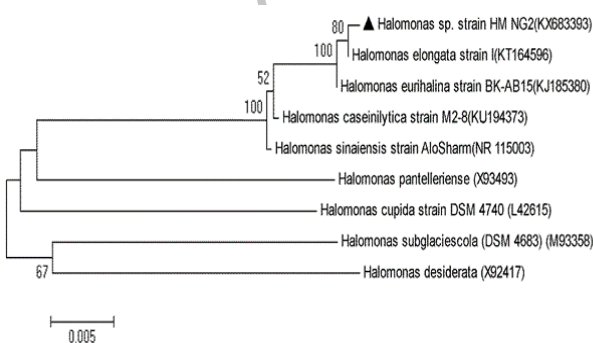 80
Halomonas sp. strain HM NG2(KX683393)
100
Halomonas elongata strain I(KT164596)
52
Halomonas eurihalina strain BK-AB15(KJ185380)
100
Halomonas caseinilytica strain M2-8(KU194373)
Halomonas sinaiensis strain AloSharm(NR 115003)
Halomonas pantelleriense (X93493)
Halomonas cupida strain DSM 4740 (L42615)
Halomonas subglaciescola (DSM 4683) (M93358)
67
Halomonas desiderata (X92417)
0.005